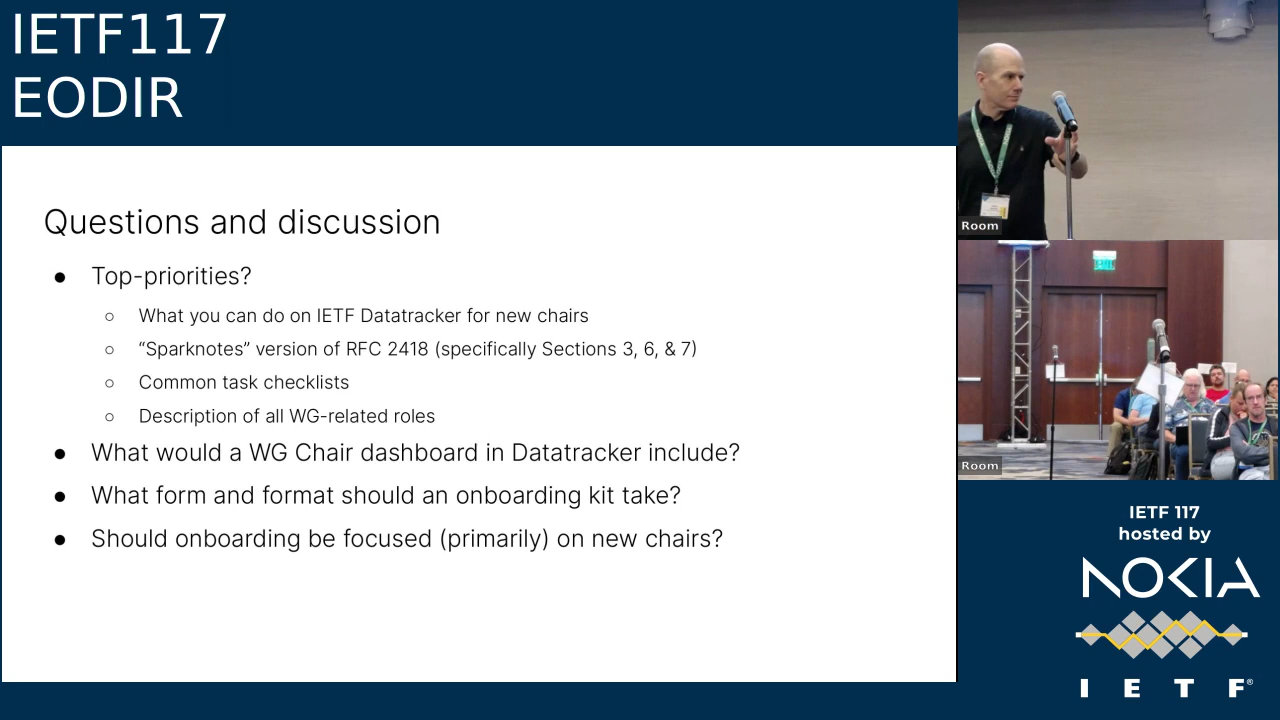 IETF117
EODIR
Questions and discussion
● Top-priorities?
○ What you can do on IETF Datatracker for new chairs
○ “Sparknotes” version of RFC 2418 (specifically Sections 3, 6, & 7)
○ Common task checklists
○ Description of all WG-related roles
● What would a WG Chair dashboard in Datatracker include?
● What form and format should an onboarding kit take?
● Should onboarding be focused (primarily) on new chairs?
Room
Room
IETF 117
hosted by
NOKIA
I E T F®